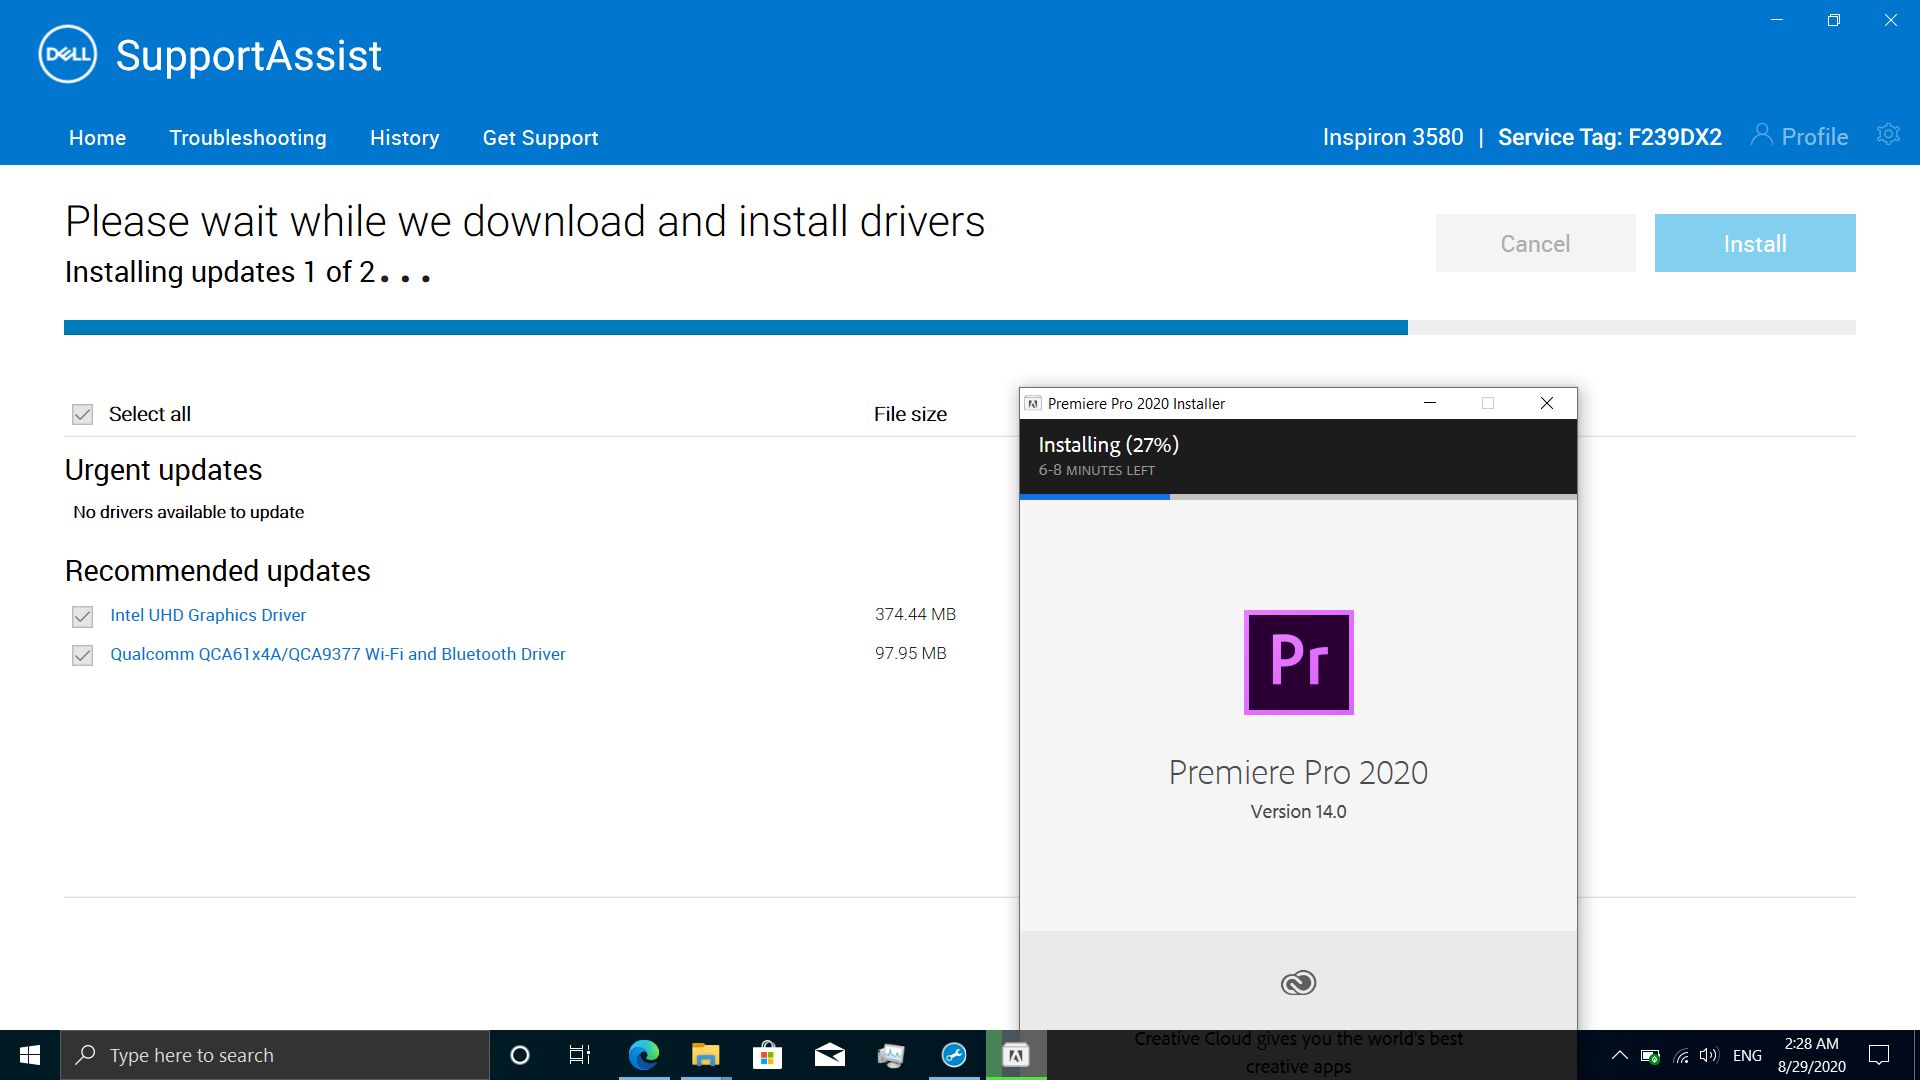 DELL
SupportAssist
Home
Troubleshooting
History
Get Support
Inspiron 3580 | Service Tag: F239DX2
Profile
Please wait while we download and install drivers
Installing updates 1 of 2...
Cancel
Install
Select all
File size
Urgent updates
No drivers available to update
Recommended updates
Intel UHD Graphics Driver
374.44 MB
Qualcomm QCA61x4A/QCA9377 Wi-Fi and Bluetooth Driver
97.95 MB
Premiere Pro 2020 Installer
Installing (27%)
6-8 MINUTES LEFT
Pr
Premiere Pro 2020
Version 14.0
Creative Cloud gives you the world's best
creative apps
Type here to search
ENG
2:28 AM
8/29/2020